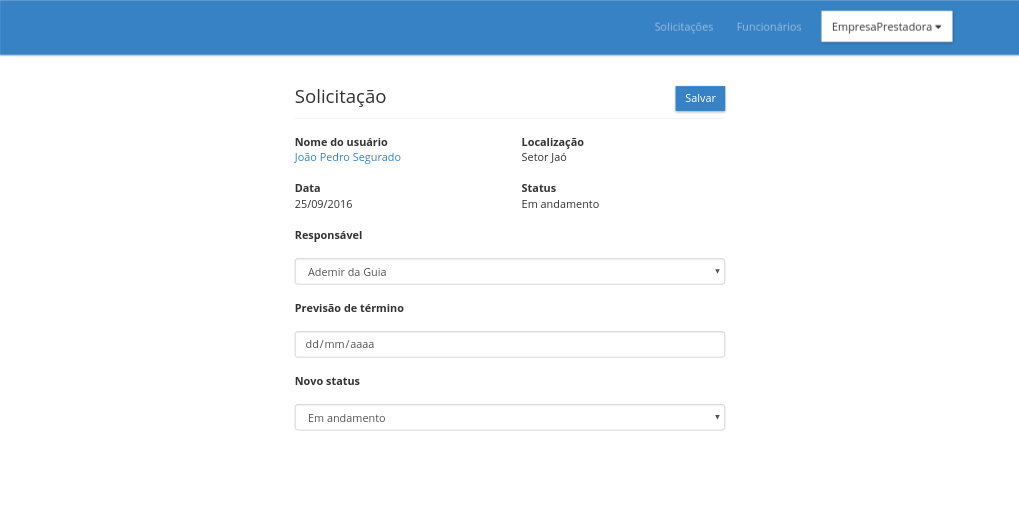 Solicitações Funcionários EmpresaPrestadora
Solicitação Salvar
Nome do usuário Localização
João Pedro Segurado Setor Jaó
Data Status
25/09/2016 Em andamento
Responsável
Ademir da Guia
Previsão de término
dd/mm/aaaa
Novo status
Em andamento